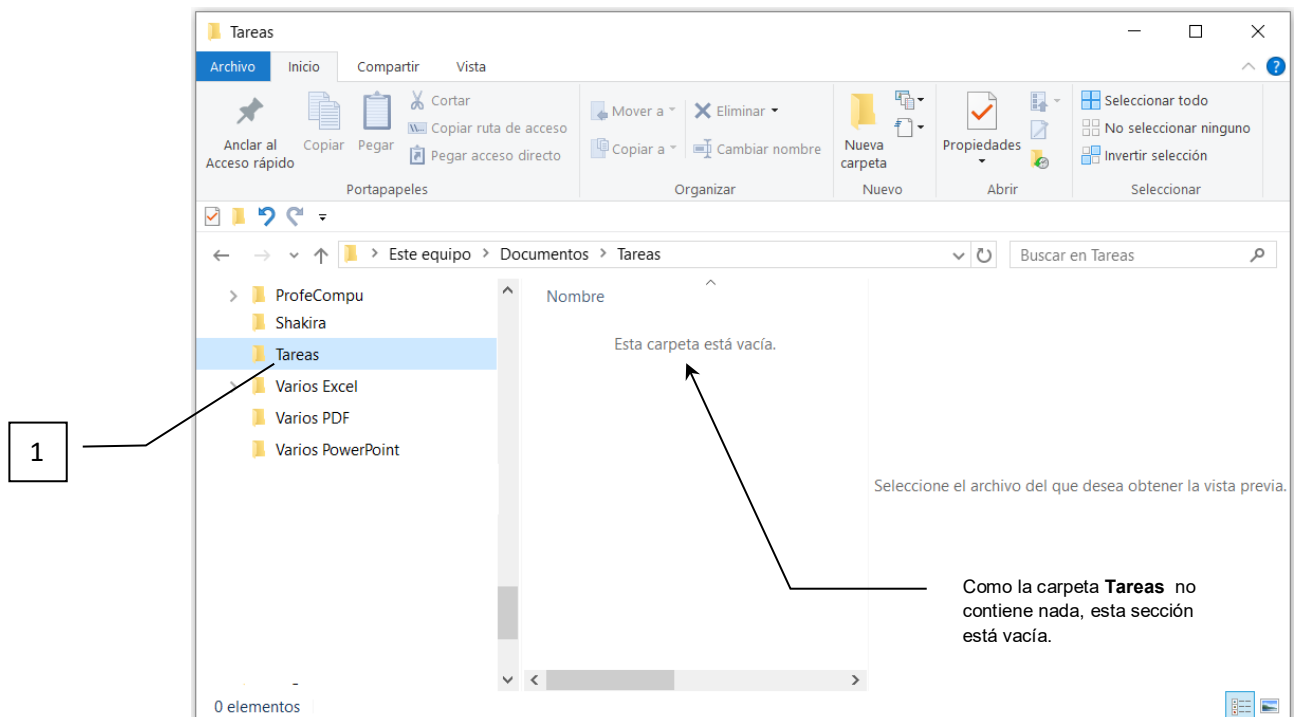 Tareas
Archivo Inicio Compartir Vista
Anclar al
Acceso rápido
Copiar
Pegar
Cortar
Copiar ruta de acceso
Pegar acceso directo
Portapapeles
Mover a
Copiar a
Eliminar
Cambiar nombre
Organizar
Nueva
carpeta
Nuevo
Propiedades
Abrir
Seleccionar todo
No seleccionar ninguno
Invertir selección
Seleccionar
Este equipo > Documentos > Tareas
Buscar en Tareas
ProfeCompu
Shakira
Tareas
Varios Excel
Varios PDF
Varios PowerPoint
Nombre
Esta carpeta está vacía.
Seleccione el archivo del que desea obtener la vista previa.
1
Como la carpeta Tareas no
contiene nada, esta sección
está vacía.
0 elementos